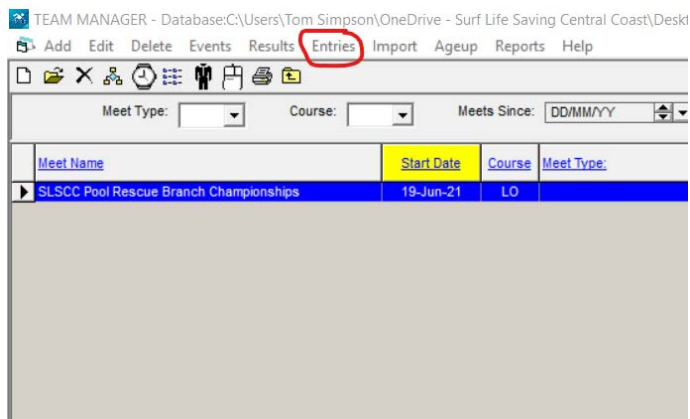 TEAM MANAGER - Database:C:\Users\Tom Simpson\OneDrive - Surf Life Saving Central Coast\Deskt
Add Edit Delete Events Results Entries Import Ageup Reports Help
Meet Type: Course: Meets Since: DD/MM/YY
Meet Name Start Date Course Meet Type:
SLSCC Pool Rescue Branch Championships 19-Jun-21 LO